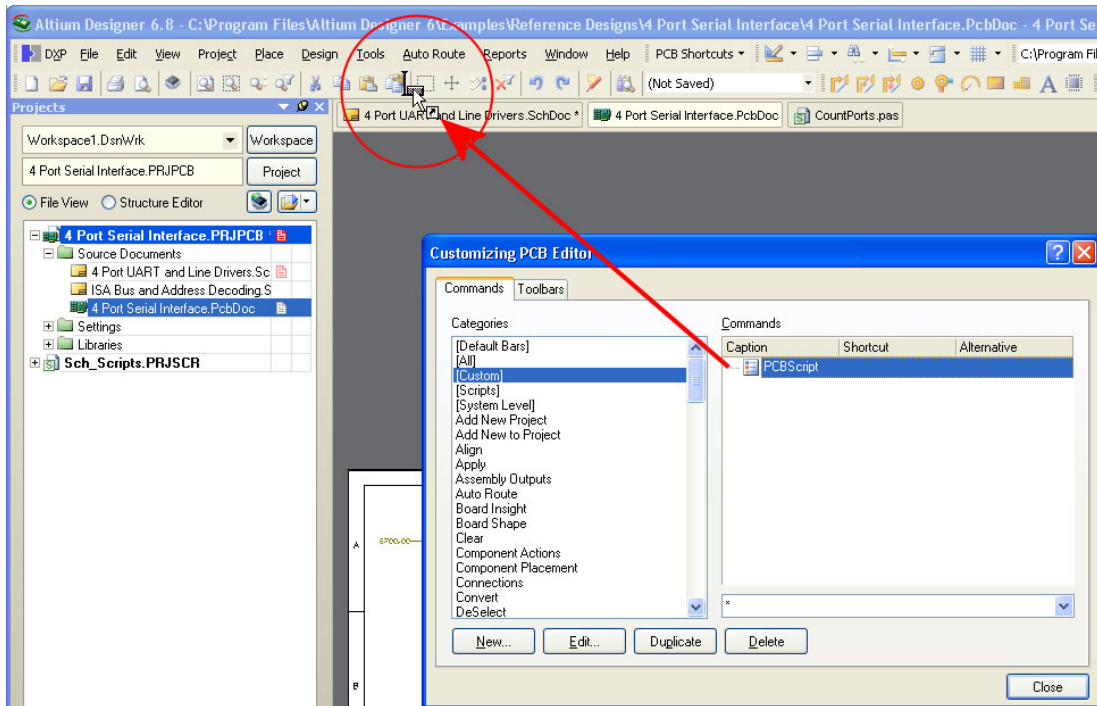 Altium Designer 6.8 - C:\Program Files\Altium Designer 6\Examples\Reference Designs\4 Port Serial Interface\4 Port Serial Interface.PcbDoc - 4 Port Se
DXP File Edit View Project Place Design Tools Auto Route Reports Window Help PCB Shortcuts C:\Program Fi
(Not Saved)
Projects
4 Port UART and Line Drivers.SchDoc * 4 Port Serial Interface.PcbDoc CountPorts.pas
Workspace1.DsnWrk Workspace
4 Port Serial Interface.PRJPCB Project
File View Structure Editor
4 Port Serial Interface.PRJPCB *
Source Documents
4 Port UART and Line Drivers.Sc
ISA Bus and Address Decoding.S
4 Port Serial Interface.PcbDoc
Settings
Libraries
Sch_Scripts.PRJSCR
Customizing PCB Editor
Commands Toolbars
Categories
[Default Bars]
[All]
[Custom]
[Scripts]
[System Level]
Add New Project
Add New to Project
Align
Apply
Assembly Outputs
Auto Route
Board Insight
Board Shape
Clear
Component Actions
Component Placement
Connections
Convert
DeSelect
Commands
Caption Shortcut Alternative
PCBScript
*
New... Edit... Duplicate Delete
Close
A
B